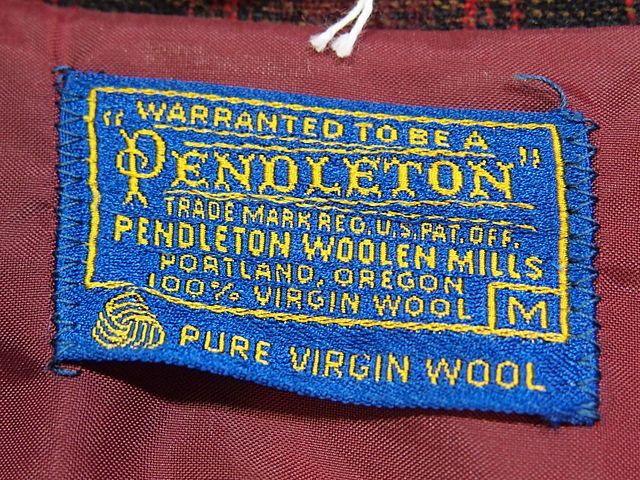 WARRANTED TO BE A
"PENDLETON"
TRADE MARK REG. U.S. PAT. OFF.
PENDLETON WOOLEN MILLS
PORTLAND, OREGON
100% VIRGIN WOOL
M
PURE VIRGIN WOOL